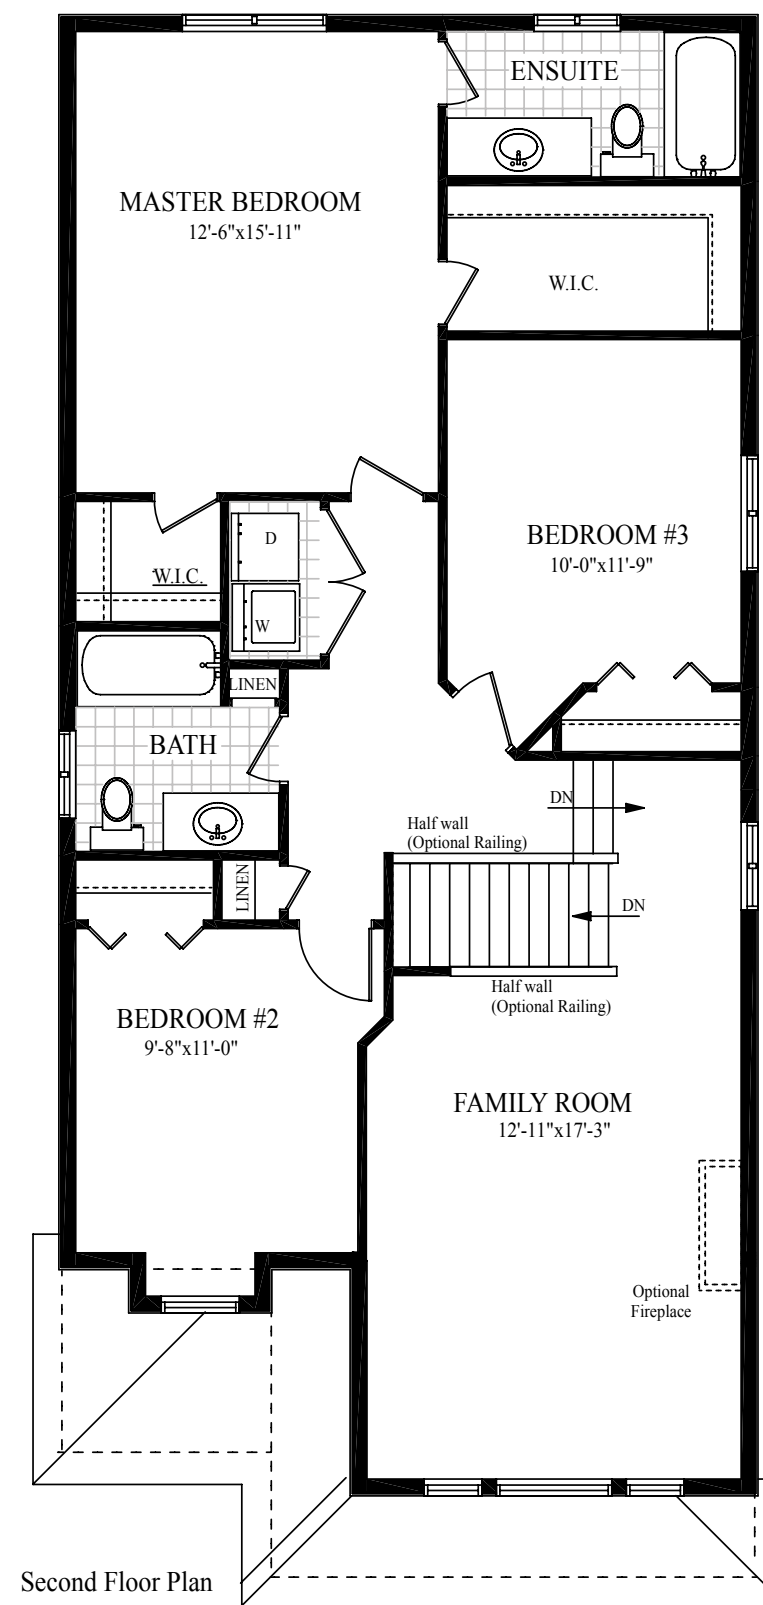 ENSUITE
MASTER BEDROOM
12'-6"x15'-11"
W.I.C.
BEDROOM #3
10'-0"x11'-9"
D
W.I.C.
W
LINEN
BATH
DN
Half wall
(Optional Railing)
LINEN
DN
Half wall
(Optional Railing)
BEDROOM #2
9'-8"x11'-0"
FAMILY ROOM
12'-11"x17'-3"
Optional
Fireplace
Second Floor Plan